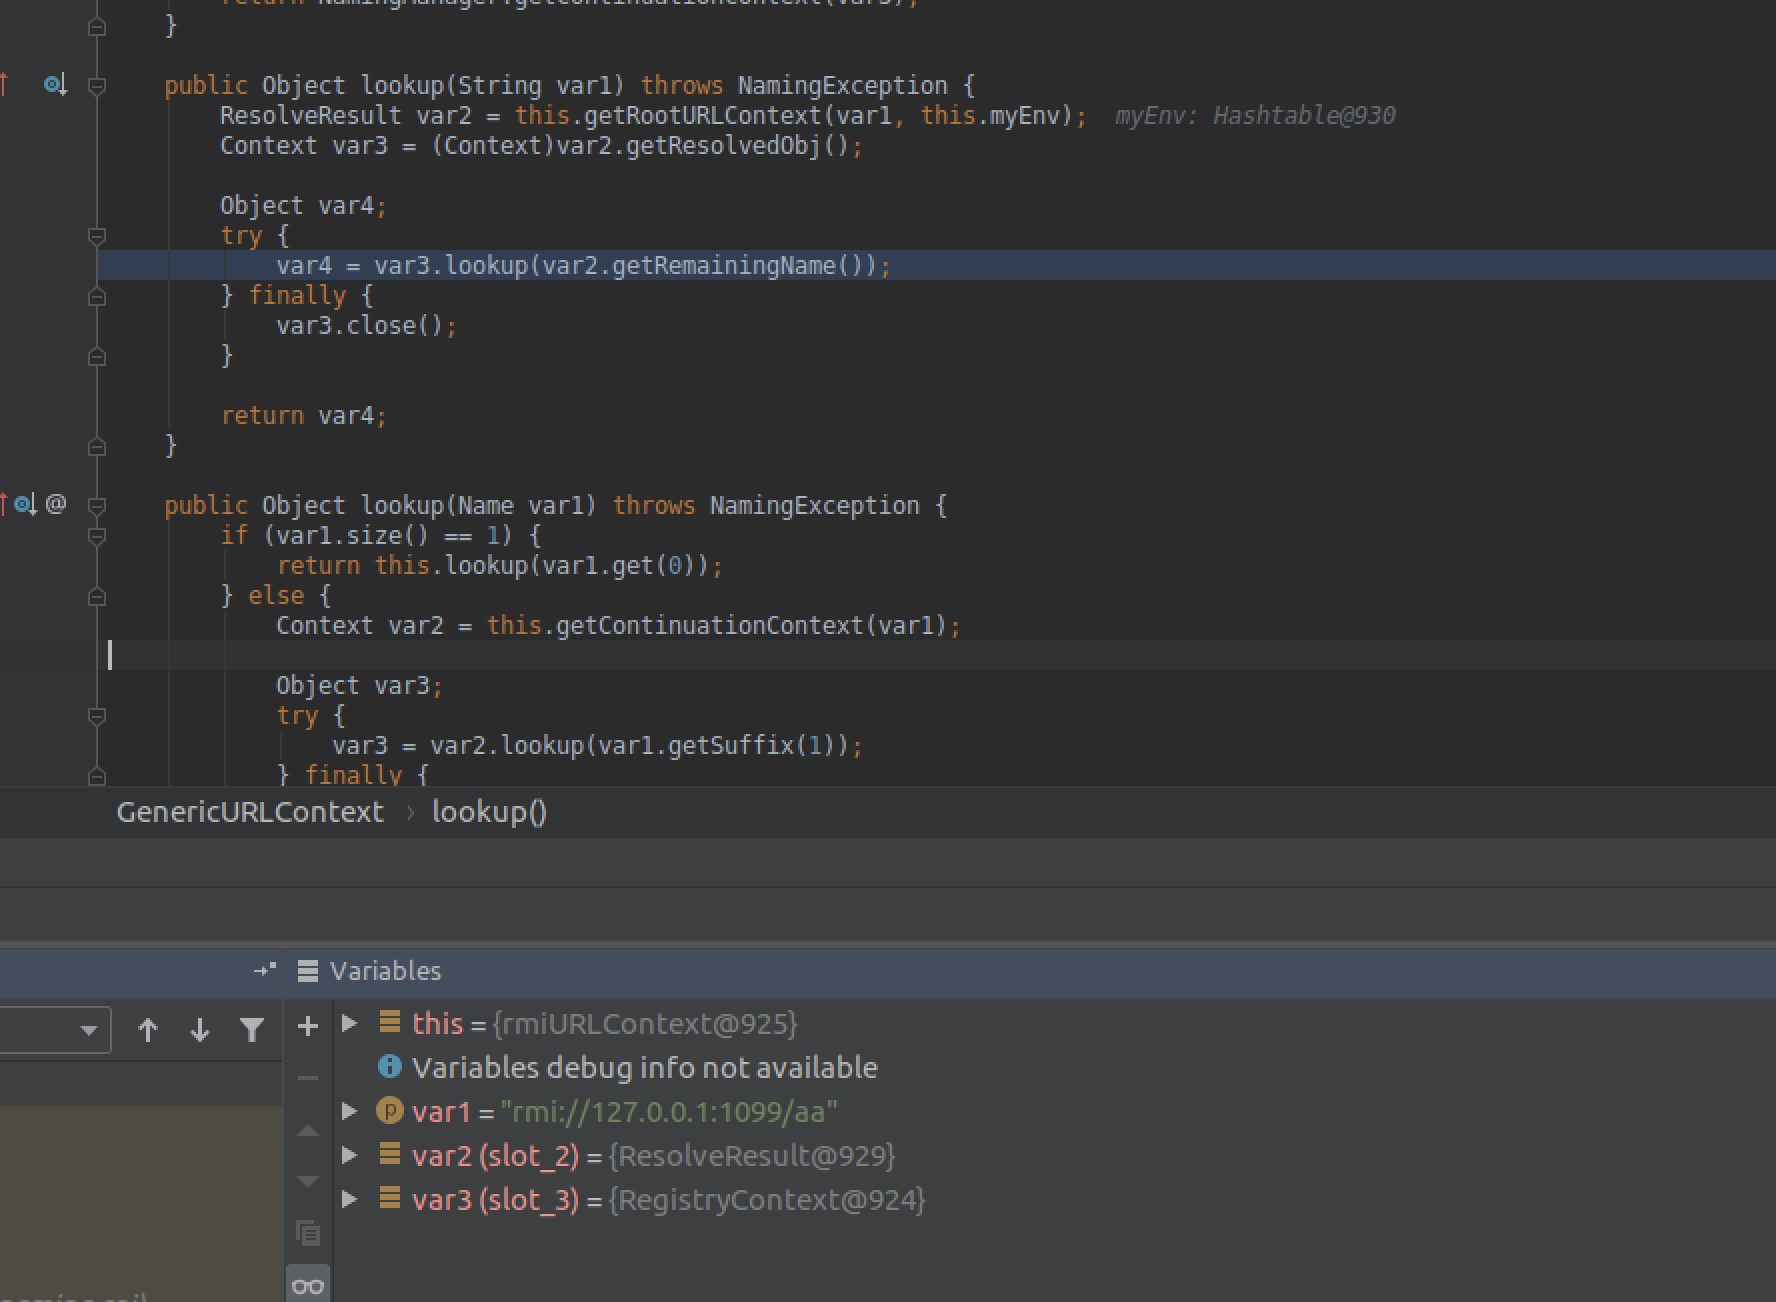 return NamingManager.getContinuationContext(var3);
}
public Object lookup(String var1) throws NamingException {
ResolveResult var2 = this.getRootURLContext(var1, this.myEnv); myEnv: Hashtable@930
Context var3 = (Context)var2.getResolvedObj();
Object var4;
try {
var4 = var3.lookup(var2.getRemainingName());
} finally {
var3.close();
}
return var4;
}
@ public Object lookup(Name var1) throws NamingException {
if (var1.size() == 1) {
return this.lookup(var1.get(0));
} else {
Context var2 = this.getContinuationContext(var1);
Object var3;
try {
var3 = var2.lookup(var1.getSuffix(1));
} finally {
GenericURLContext › lookup()
Variables
this = {rmiURLContext@925}
Variables debug info not available
var1 = "rmi://127.0.0.1:1099/aa"
var2 (slot_2) = {ResolveResult@929}
var3 (slot_3) = {RegistryContext@924}